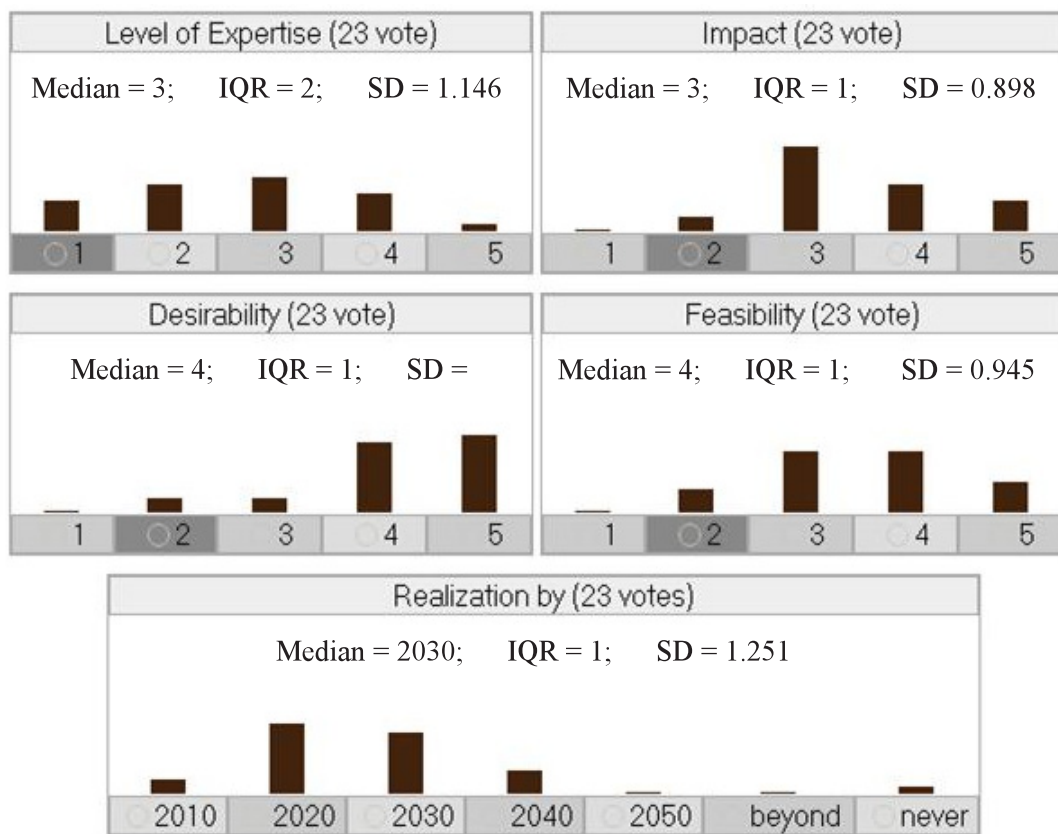 Level of Expertise (23 vote)
Median = 3; IQR = 2; SD = 1.146
1 2 3 4 5
Impact (23 vote)
Median = 3; IQR = 1; SD = 0.898
1 2 3 4 5
Desirability (23 vote)
Median = 4; IQR = 1; SD =
1 2 3 4 5
Feasibility (23 vote)
Median = 4; IQR = 1; SD = 0.945
1 2 3 4 5
Realization by (23 votes)
Median = 2030; IQR = 1; SD = 1.251
2010 2020 2030 2040 2050 beyond never